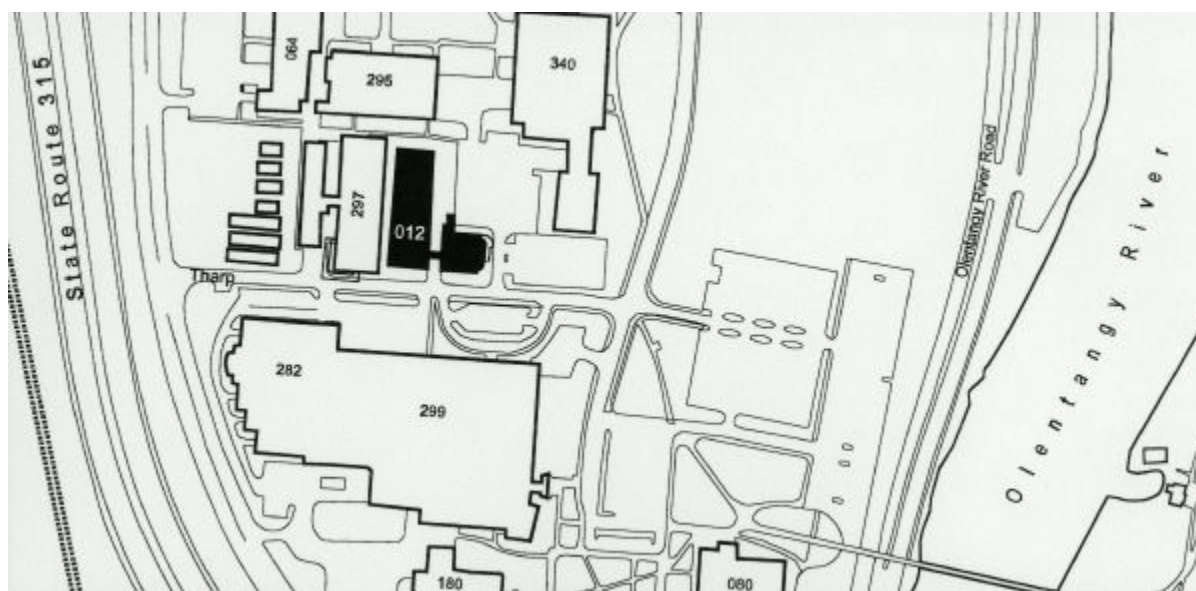 064
295
340
State Route 315
297
012
Olentangy River Road
Olentangy River
Tharp
282
299
180
080